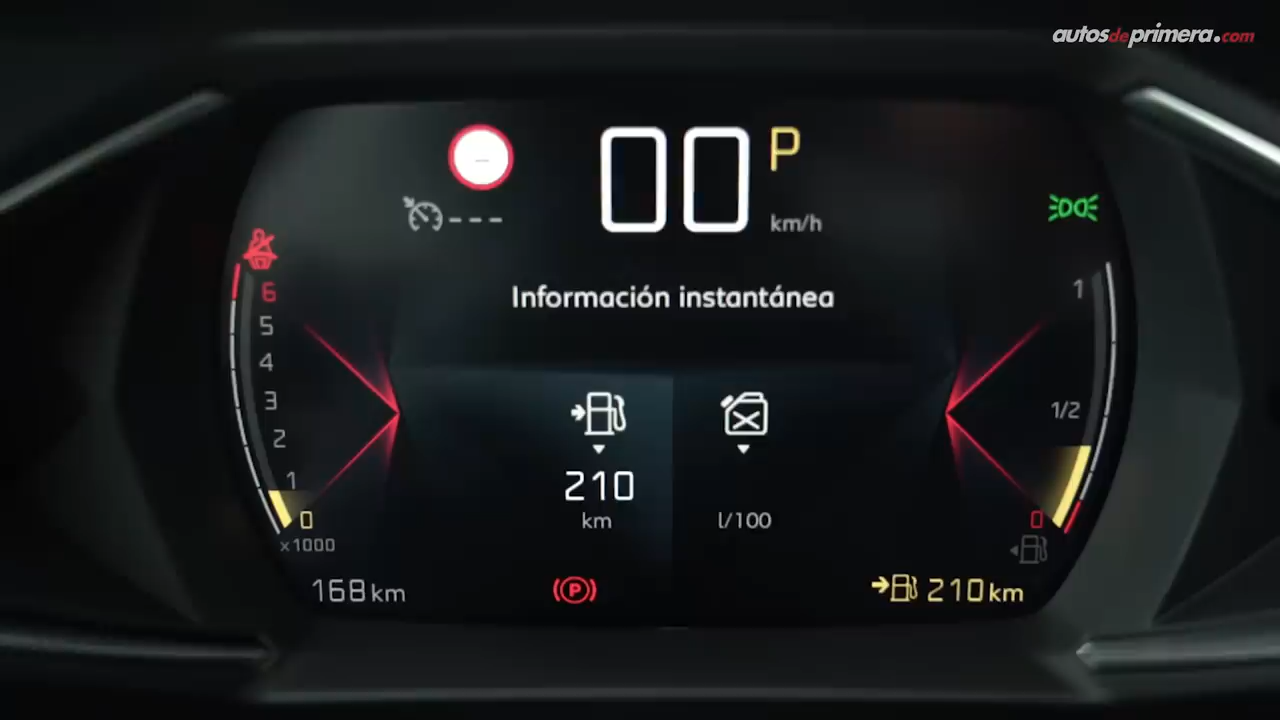 autosdeprimera.com
00 P
km/h
---
Información instantánea
6
5
4
3
2
1
0
x1000
1
1/2
0
210
km
l/100
168 km
P
210 km